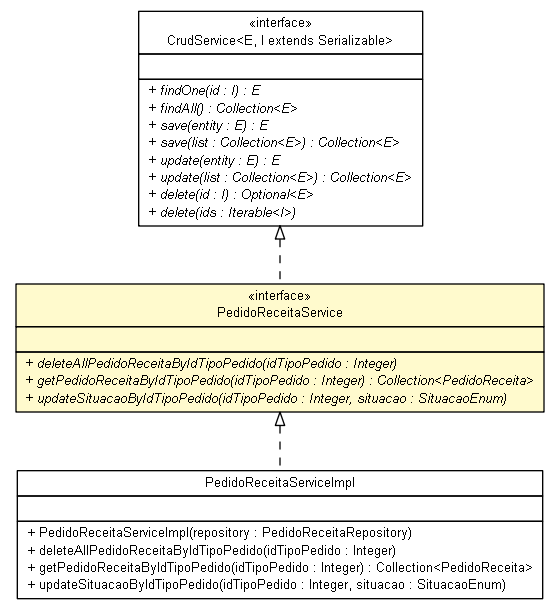 «interface»
CrudService<E, I extends Serializable>
+ findOne(id : I) : E
+ findAll() : Collection<E>
+ save(entity : E) : E
+ save(list : Collection<E>) : Collection<E>
+ update(entity : E) : E
+ update(list : Collection<E>) : Collection<E>
+ delete(id : I) : Optional<E>
+ delete(ids : Iterable<I>)
«interface»
PedidoReceitaService
+ deleteAllPedidoReceitaByIdTipoPedido(idTipoPedido : Integer)
+ getPedidoReceitaByIdTipoPedido(idTipoPedido : Integer) : Collection<PedidoReceita>
+ updateSituacaoByIdTipoPedido(idTipoPedido : Integer, situacao : SituacaoEnum)
PedidoReceitaServiceImpl
+ PedidoReceitaServiceImpl(repository : PedidoReceitaRepository)
+ deleteAllPedidoReceitaByIdTipoPedido(idTipoPedido : Integer)
+ getPedidoReceitaByIdTipoPedido(idTipoPedido : Integer) : Collection<PedidoReceita>
+ updateSituacaoByIdTipoPedido(idTipoPedido : Integer, situacao : SituacaoEnum)